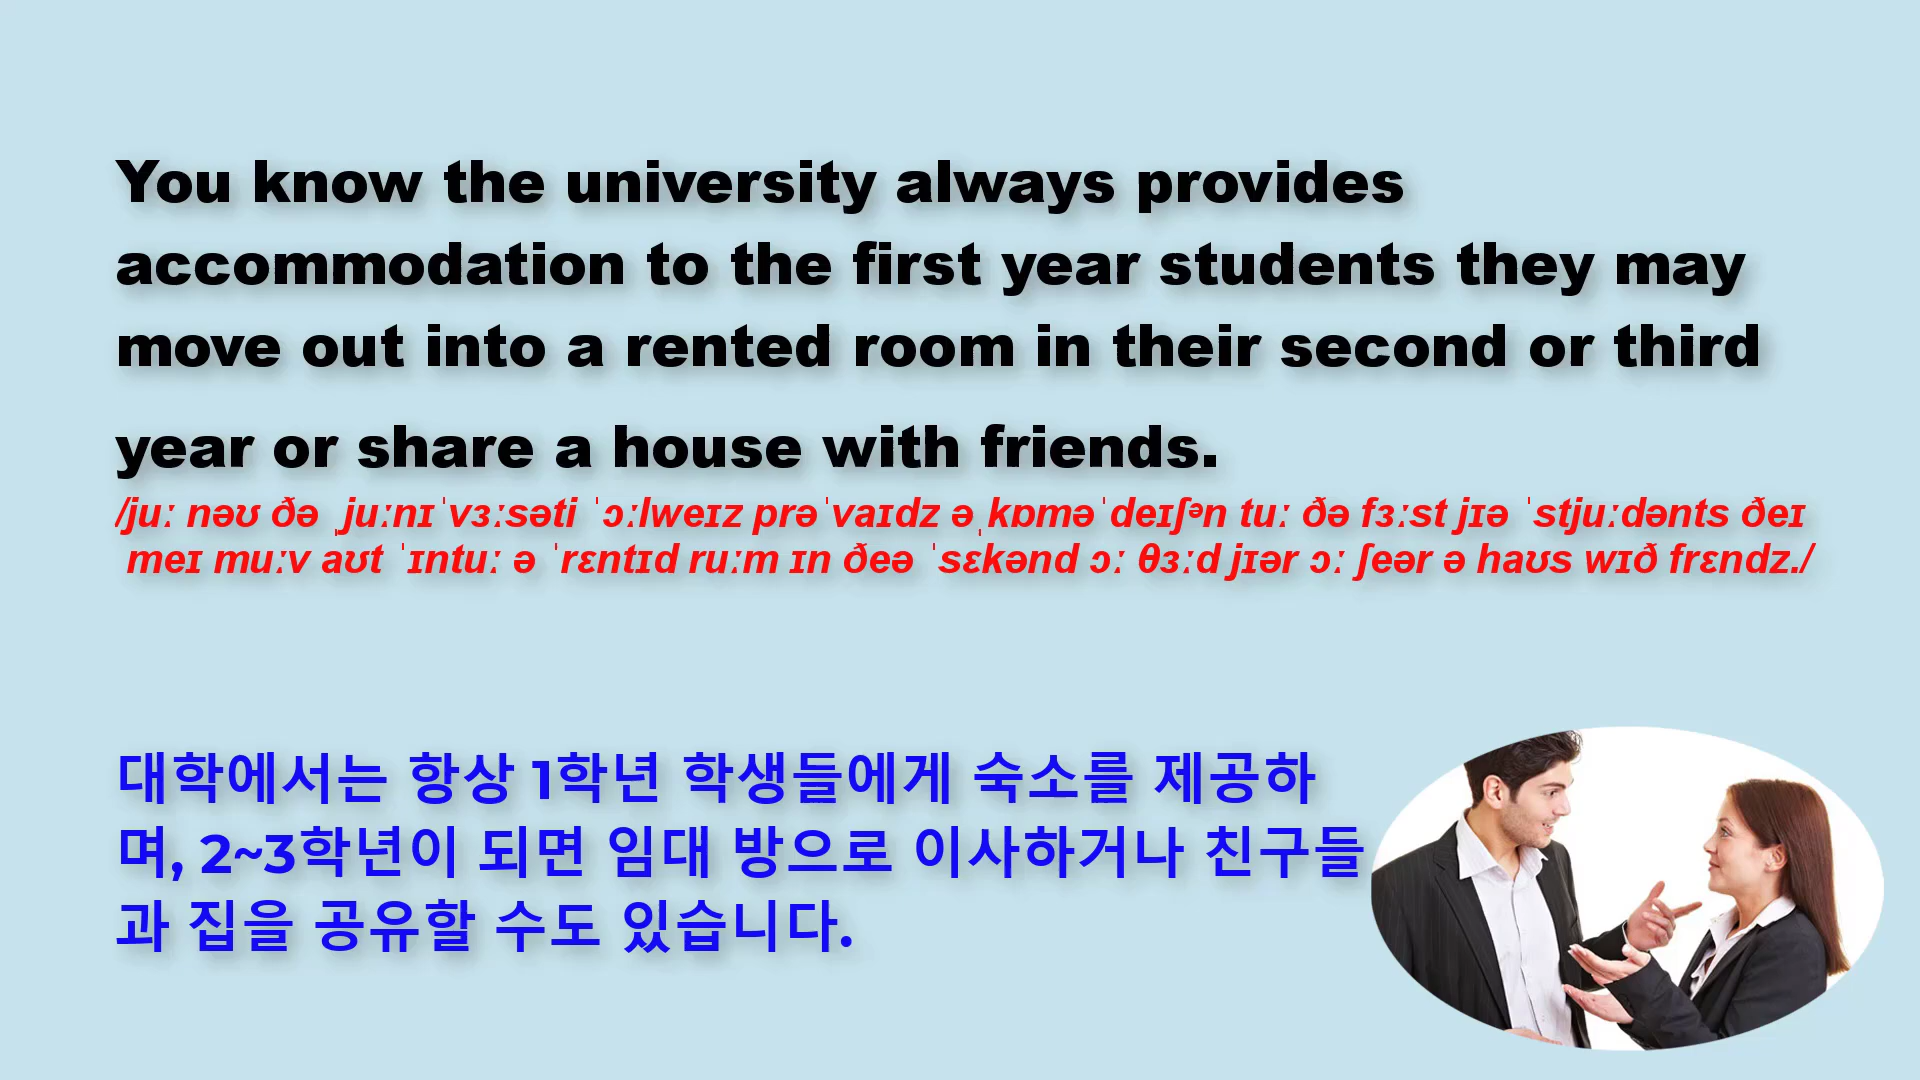 You know the university always provides
accommodation to the first year students they may
move out into a rented room in their second or third
year or share a house with friends.
/juː nəʊ ðə ˌjuːnɪˈvɜːsəti ˈɔːlweɪz prəˈvaɪdz əˌkɒməˈdeɪʃᵊn tuː ðə fɜːst jɪə ˈstjuːdənts ðeɪ
meɪ muːv aʊt ˈɪntuː ə ˈrɛntɪd ruːm ɪn ðeə ˈsɛkənd ɔː θɜːd jɪər ɔː ʃeər ə haʊs wɪð frɛndz./
대학에서는 항상 1학년 학생들에게 숙소를 제공하
며, 2~3학년이 되면 임대 방으로 이사하거나 친구들
과 집을 공유할 수도 있습니다.